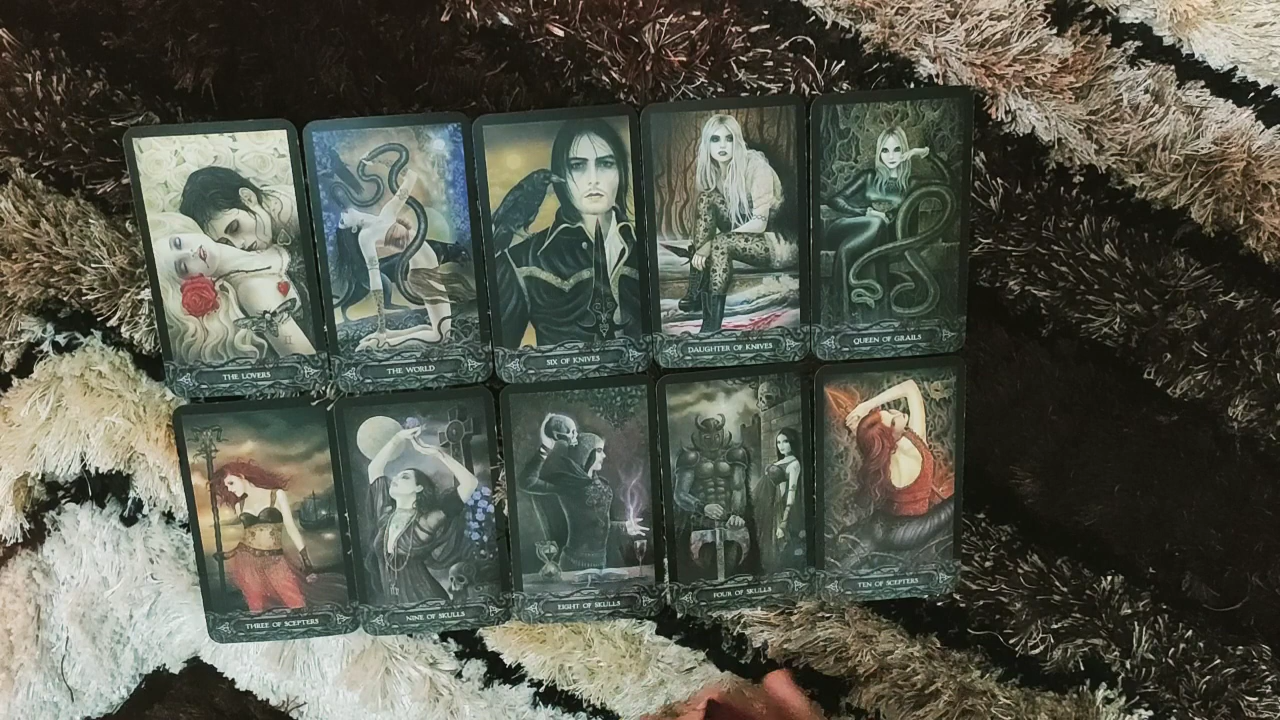 THE LOVERS
THE WORLD
SIX OF KNIVES
DAUGHTER OF KNIVES
QUEEN OF GRAILS
THREE OF SCEPTERS
NINE OF SKULLS
EIGHT OF SKULLS
FOUR OF SKULLS
TEN OF SCEPTERS